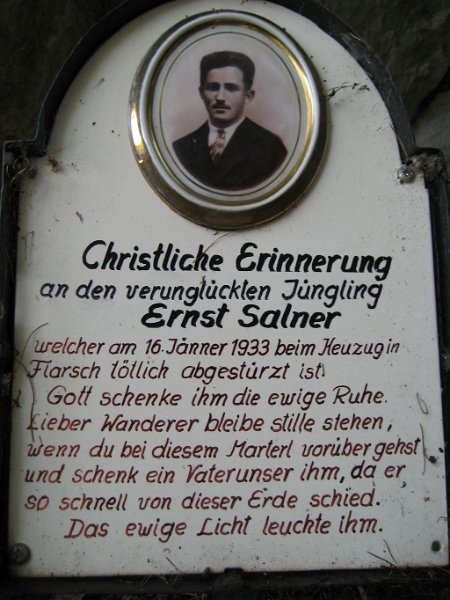 Christliche Erinnerung
an den verunglückten Jüngling
Ernst Salner
welcher am 16. Jänner 1933 beim Heuzug in
Flarsch tötlich abgestürzt ist.
Gott schenke ihm die ewige Ruhe.
Lieber Wanderer bleibe stille stehen,
wenn du bei diesem Marterl vorüber gehst
und schenk ein Vaterunser ihm, da er
so schnell von dieser Erde schied.
Das ewige Licht leuchte ihm.